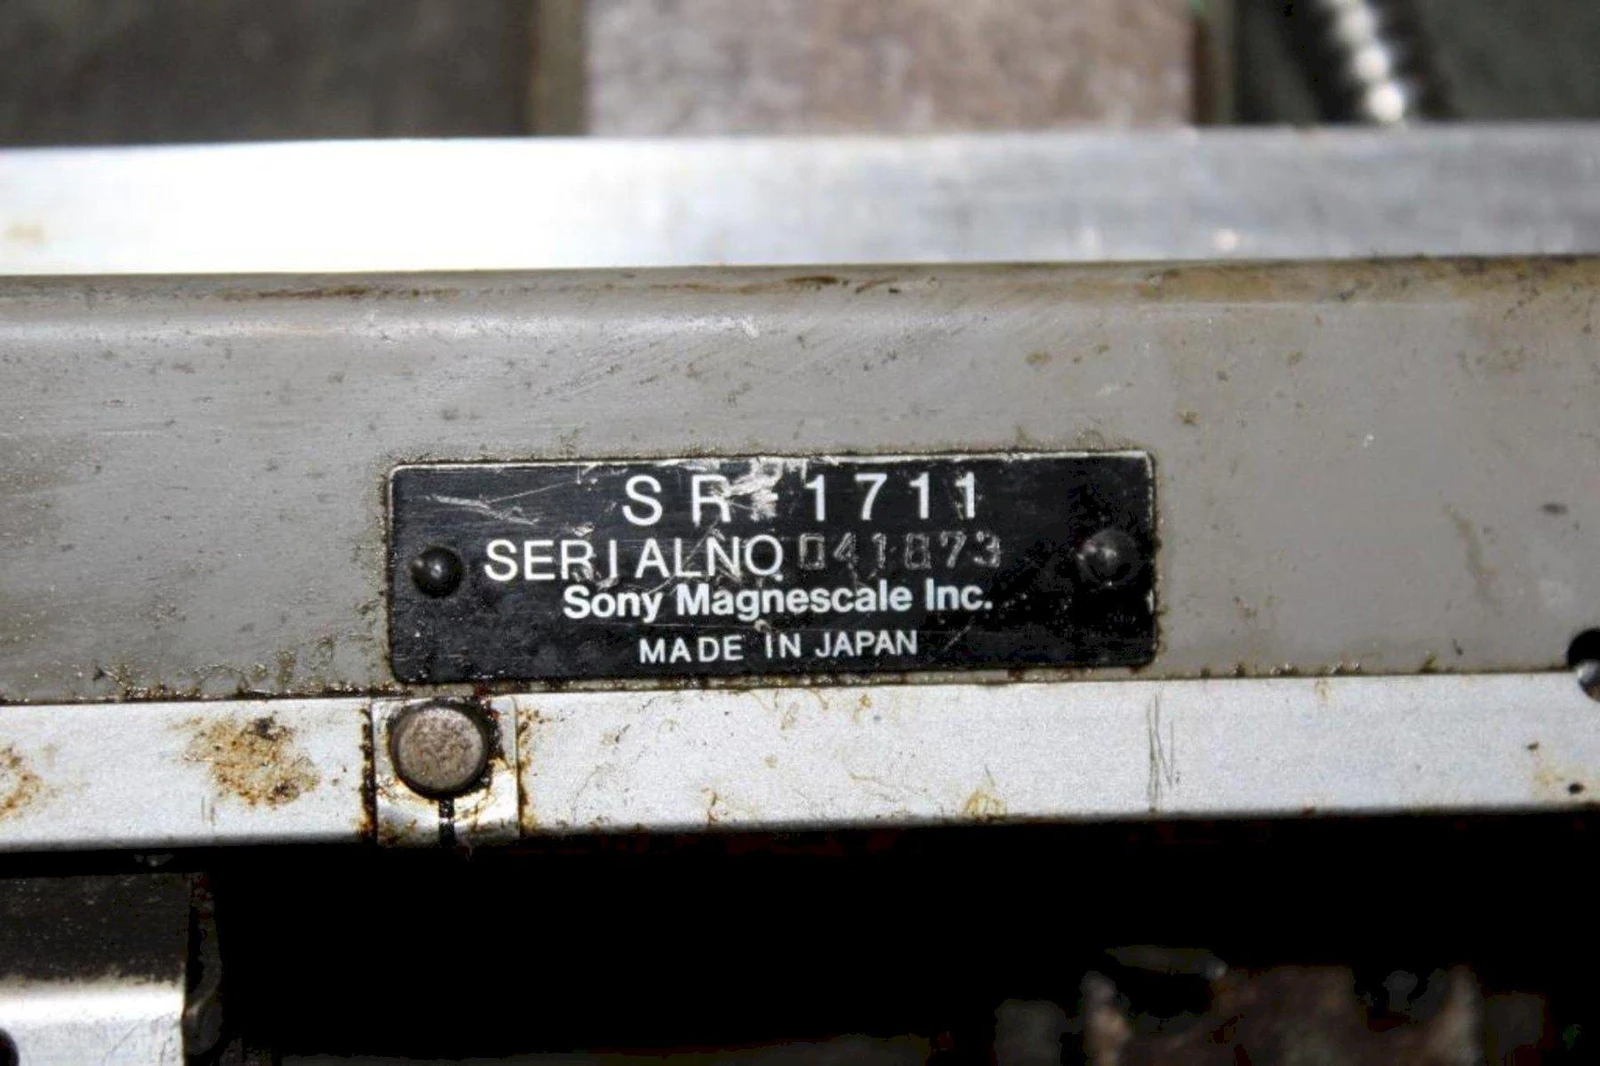 SR-1711
SERIAL NO 041873
Sony Magnescale Inc.
MADE IN JAPAN